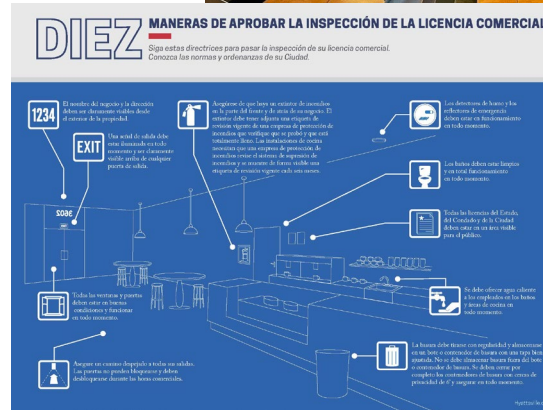 DIEZ
MANERAS DE APROBAR LA INSPECCIÓN DE LA LICENCIA COMERCIAL
Siga estas directrices para pasar la inspección de su licencia comercial.
Conozca las normas y ordenanzas de su Ciudad.
1234
El nombre del negocio y la dirección
deben ser claramente visibles desde
el exterior de la propiedad.
EXIT
Una señal de salida debe
estar iluminada en todo
momento y ser claramente
visible arriba de cualquier
puerta de salida.
Asegúrese de que haya un extintor de incendios
en la parte del frente y de atrás de su negocio. El
extintor debe tener adjunta una etiqueta de
revisión vigente de una empresa de protección de
incendios que verifique que se probó y que está
totalmente lleno. Las instalaciones de cocina
necesitan que una empresa de protección de
incendios revise el sistema de supresión de
incendios y se muestre de forma visible una
etiqueta de revisión vigente cada seis meses.
Los detectores de humo y los
reflectores de emergencia
deben estar en funcionamiento
en todo momento.
Los baños deben estar limpios
y en total funcionamiento
en todo momento.
Todas las licencias del Estado,
del Condado y de la Ciudad
deben estar en un área visible
para el público.
3602
Todas las ventanas y puertas
deben estar en buenas
condiciones y funcionar
en todo momento.
Se debe ofrecer agua caliente
a los empleados en los baños
y áreas de cocina en
todo momento.
Asegure un camino despejado a todas sus salidas.
Las puertas no pueden bloquearse y deben
desbloquearse durante las horas comerciales.
La basura debe tirarse con regularidad y almacenarse
en un bote o contenedor de basura con una tapa bien
ajustada. No se debe almacenar basura fuera del bote
o contenedor de basura. Se deben cerrar por
completo los contenedores de basura con cercas de
privacidad de 6' y asegurar en todo momento.